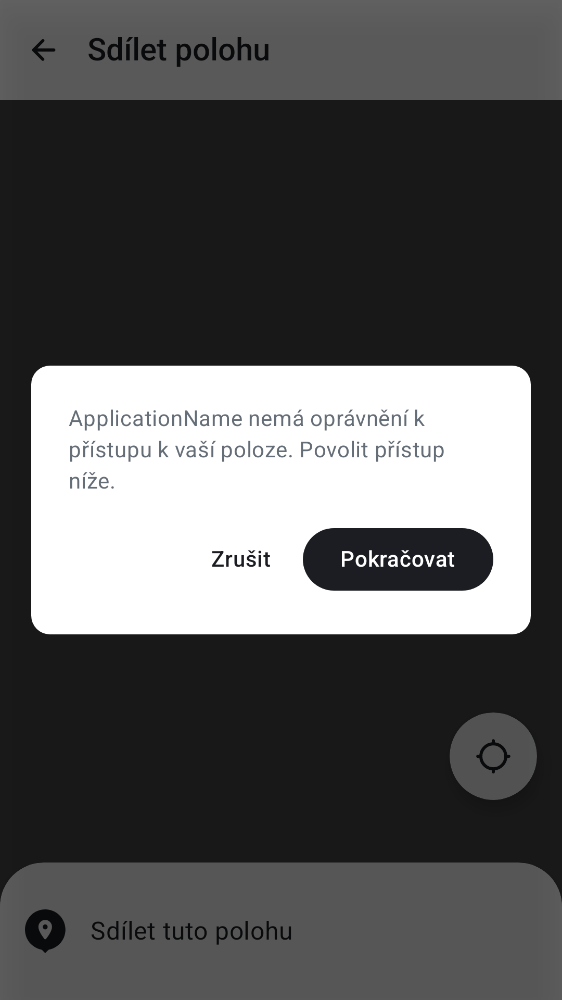 Sdílet polohu
ApplicationName nemá oprávnění k
přístupu k vaší poloze. Povolit přístup
níže.
Zrušit
Pokračovat
Sdílet tuto polohu